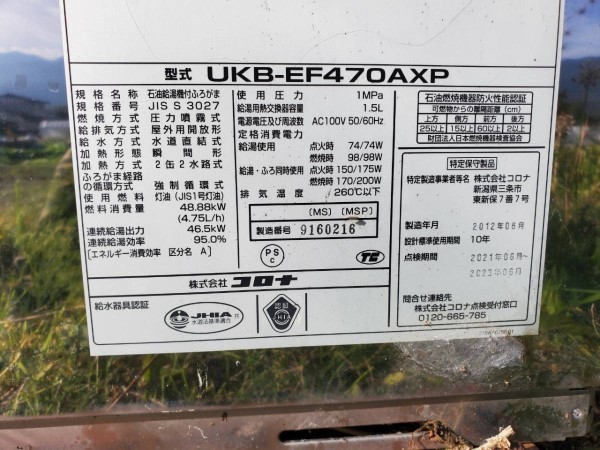 型式 UKB-EF470AXP
規格名称 石油給湯機付ふろがま
規格番号 JIS S 3027
燃焼方式 圧力噴霧式
給排気方式 屋外用開放形
給水方式 水道直結式
加熱形態 瞬間形
加熱方式 2缶2水路式
ふろがま経路の循環方式 強制循環式
使用燃料 灯油(JIS1号灯油)
燃料消費量 48.88kW
(4.75L/h)
連続給湯出力 46.5kW
連続給湯効率 95.0%
[エネルギー消費効率 区分名 A]
使用圧力 1MPa
給湯用熱交換器容量 1.5L
電源電圧及び周波数 AC100V 50/60Hz
定格消費電力
給湯使用 点火時 74/74W
燃焼時 98/98W
給湯・ふろ同時使用 点火時 150/175W
燃焼時 170/200W
排気温度 260℃以下
[MS] [MSP]
製造番号 9160216
PS C
株式会社 コロナ
給水器具認証
JHIA
水道法基準適合
認証
JHIA
石油燃焼機器防火性能認証
可燃物からの離隔距離(cm)
上方 側方 前方 後方
25以上 15以上 60以上 2以上
財団法人日本燃焼機器検査協会
特定保守製品
特定製造事業者等名 株式会社コロナ
新潟県三条市
東新保7番7号
製造年月 2012年06月
設計標準使用期間 10年
点検期間 2021年06月~
2023年06月
問合せ連絡先
株式会社コロナ点検受付窓口
0120-665-785